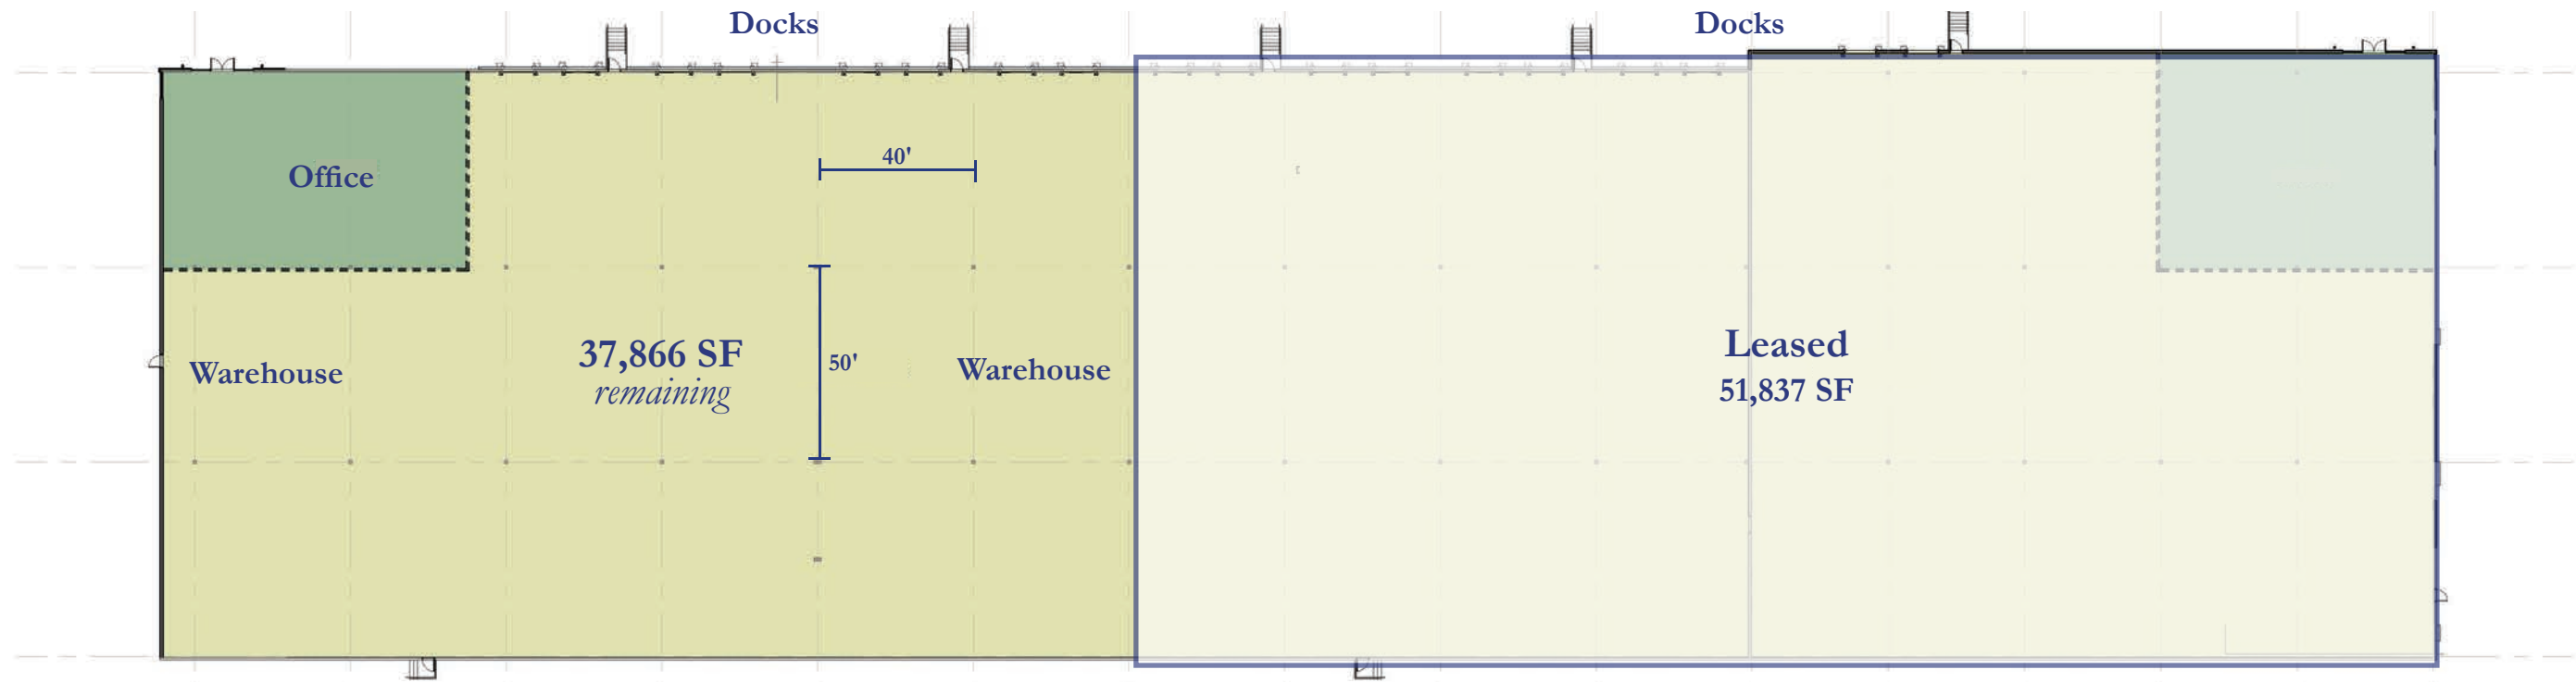 Docks
Docks
Office
40'
50'
Warehouse
37,866 SF
remaining
Warehouse
Leased
51,837 SF